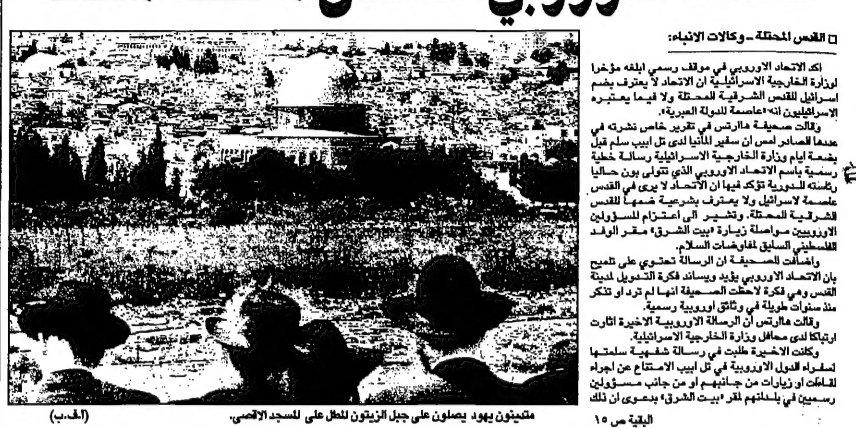 □ القدس المحتلة ــ وكالات الانباء:
اكد الاتحاد الاوروبي في موقف رسمي ابلغه مؤخرا
لوزارة الخارجية الاسرائيلية ان الاتحاد لا يعترف بضم
اسرائيل للقدس الشرقية المحتلة ولا فيما يعتبره
الاسرائيليون انه «عاصمة للدولة العبرية».
وقالت صحيفة هاارتس في تقرير خاص نشرته في
عددها الصادر امس ان سفير المانيا لدى تل ابيب سلم قبل
بضعة ايام وزارة الخارجية الاسرائيلية رسالة خطية
رسمية باسم الاتحاد الاوروبي الذي تتولى بون حاليا
رئاسته الدورية تؤكد فيها ان الاتحاد لا يرى في القدس
عاصمة لاسرائيل ولا يعترف بشرعية ضمها للقدس
الشرقية المحتلة. وتشير الى اعتزام المسؤولين
الاوروبيين مواصلة زيارة «بيت الشرق» مقر الوفد
الفلسطيني السابق لمفاوضات السلام.
واضافت الصحيفة ان الرسالة تحتوي على تلميح
بان الاتحاد الاوروبي يؤيد ويساند فكرة التدويل لمدينة
القدس وهي فكرة لاحظت الصحيفة انها لم ترد او تذكر
منذ سنوات طويلة في وثائق اوروبية رسمية.
وقالت هاارتس أن الرسالة الاوروبية الاخيرة اثارت
ارتباكا لدى محافل وزارة الخارجية الاسرائيلية.
وكانت الاخيرة طلبت في رسالة شفهية سلمتها
لسفراء الدول الاوروبية في تل ابيب الامتناع عن اجراء
لقاءات او زيارات من جانبهم او من جانب مسؤولين
رسميين في بلدانهم لمقر «بيت الشرق» بدعوى ان ذلك
البقية ص ١٥
متدينون يهود يصلون على جبل الزيتون المطل على المسجد الاقصى.
(أ.ف.ب)